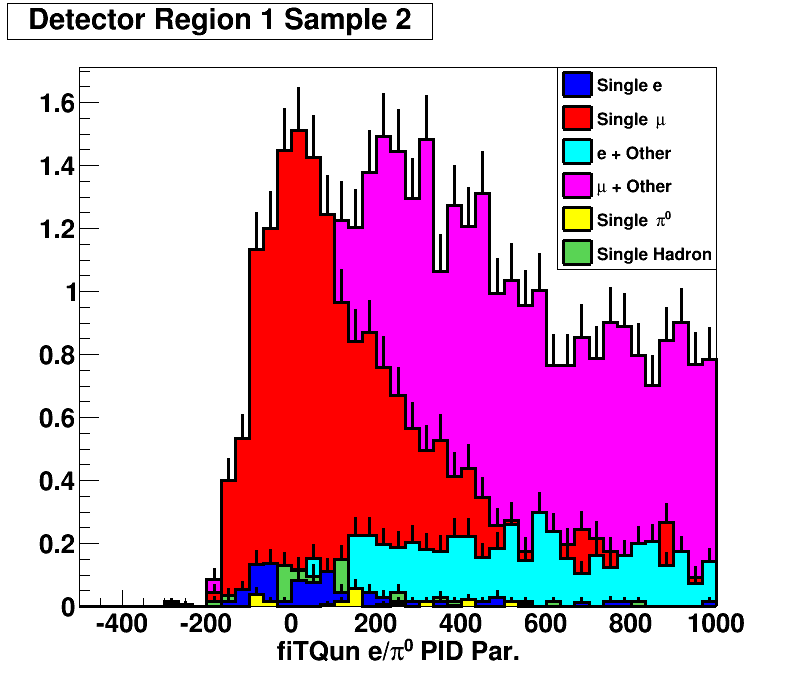 Detector Region 1 Sample 2
Single e
Single μ
e + Other
μ + Other
Single π⁰
Single Hadron
1.6
1.4
1.2
1
0.8
0.6
0.4
0.2
0
-400 -200 0 200 400 600 800 1000
fiTQun e/π⁰ PID Par.